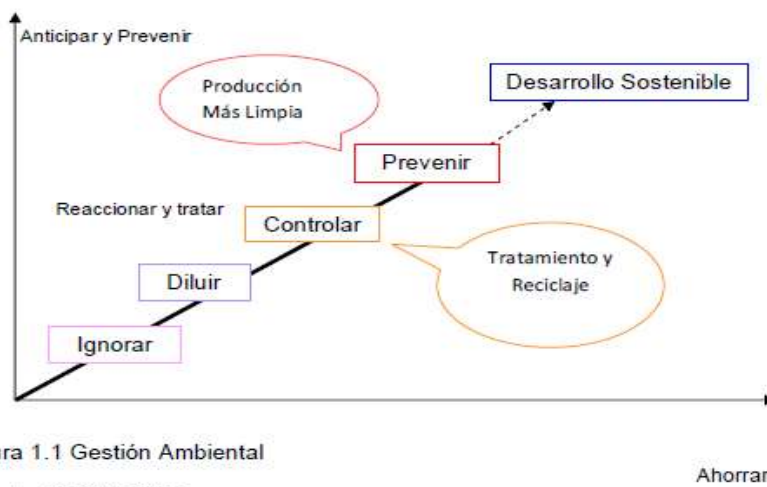 Anticipar y Prevenir
Producción
Más Limpia
Desarrollo Sostenible
Prevenir
Reaccionar y tratar
Controlar
Tratamiento y
Reciclaje
Diluir
Ignorar
ra 1.1 Gestión Ambiental
Ahorrar